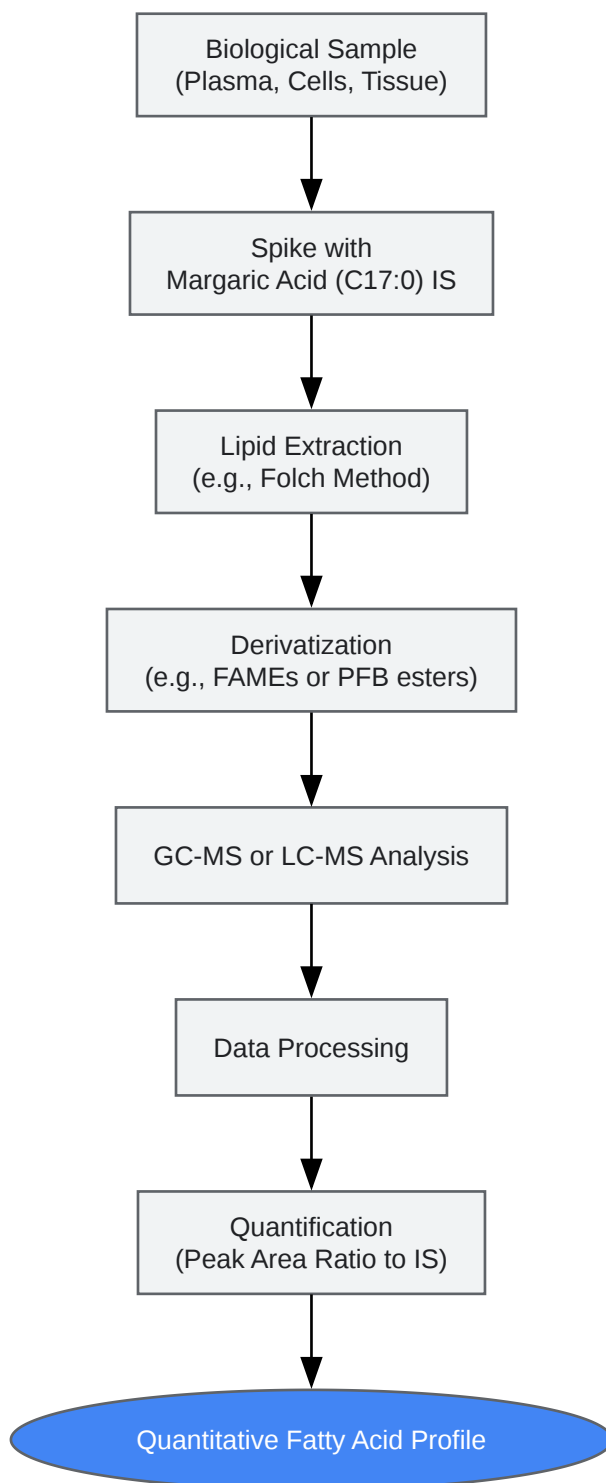 Biological Sample
(Plasma, Cells, Tissue)
Spike with
Margaric Acid (C17:0) IS
Lipid Extraction
(e.g., Folch Method)
Derivatization
(e.g., FAMEs or PFB esters)
GC-MS or LC-MS Analysis
Data Processing
Quantification
(Peak Area Ratio to IS)
Quantitative Fatty Acid Profile